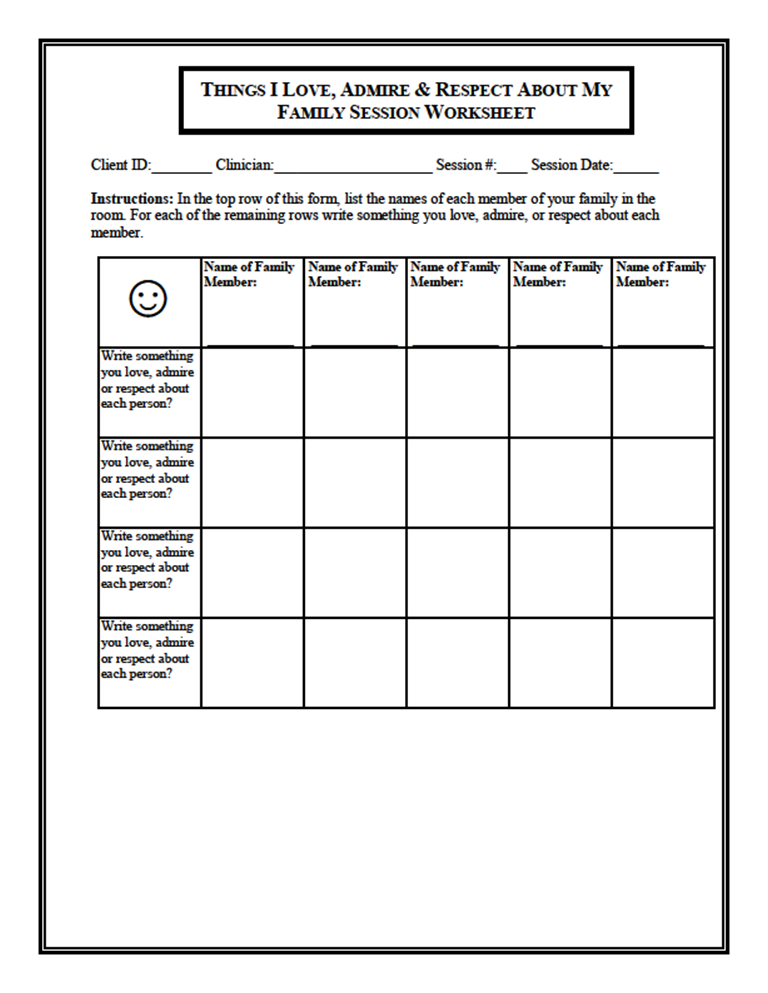 THINGS I LOVE, ADMIRE & RESPECT ABOUT MY
FAMILY SESSION WORKSHEET
Client ID:________ Clinician:_____________________ Session #:____ Session Date:______
Instructions: In the top row of this form, list the names of each member of your family in the
room. For each of the remaining rows write something you love, admire, or respect about each
member.
Name of Family
Member:
Name of Family
Member:
Name of Family
Member:
Name of Family
Member:
Name of Family
Member:
Write something
you love, admire
or respect about
each person?
Write something
you love, admire
or respect about
each person?
Write something
you love, admire
or respect about
each person?
Write something
you love, admire
or respect about
each person?